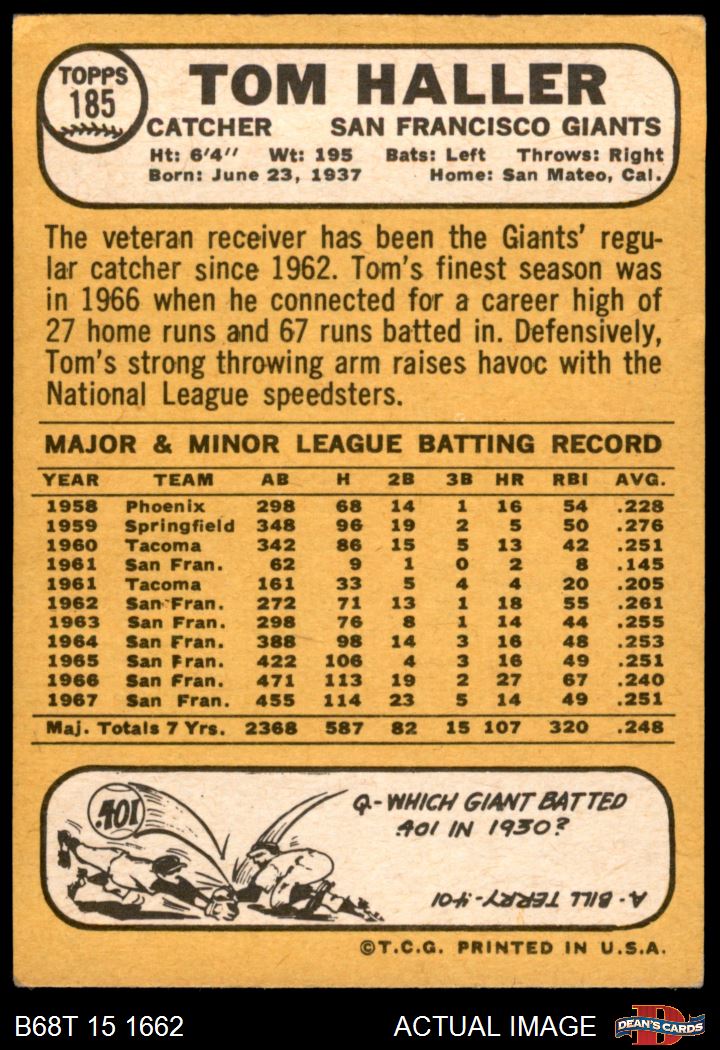 TOPPS
185
TOM HALLER
CATCHER SAN FRANCISCO GIANTS
Ht: 6'4" Wt: 195 Bats: Left Throws: Right
Born: June 23, 1937 Home: San Mateo, Cal.
The veteran receiver has been the Giants' regu-
lar catcher since 1962. Tom's finest season was
in 1966 when he connected for a career high of
27 home runs and 67 runs batted in. Defensively,
Tom's strong throwing arm raises havoc with the
National League speedsters.
MAJOR & MINOR LEAGUE BATTING RECORD
YEAR TEAM AB H 2B 3B HR RBI AVG.
1958 Phoenix 298 68 14 1 16 54 .228
1959 Springfield 348 96 19 2 5 50 .276
1960 Tacoma 342 86 15 5 13 42 .251
1961 San Fran. 62 9 1 0 2 8 .145
1961 Tacoma 161 33 5 4 4 20 .205
1962 San Fran. 272 71 13 1 18 55 .261
1963 San Fran. 298 76 8 1 14 44 .255
1964 San Fran. 388 98 14 3 16 48 .253
1965 San Fran. 422 106 4 3 16 49 .251
1966 San Fran. 471 113 19 2 27 67 .240
1967 San Fran. 455 114 23 5 14 49 .251
Maj. Totals 7 Yrs. 2368 587 82 15 107 320 .248
.401
Q-WHICH GIANT BATTED
.401 IN 1930?
A-BILL TERRY-.401
©T.C.G. PRINTED IN U.S.A.
B68T 15 1662 ACTUAL IMAGE
D
DEAN'S CARDS